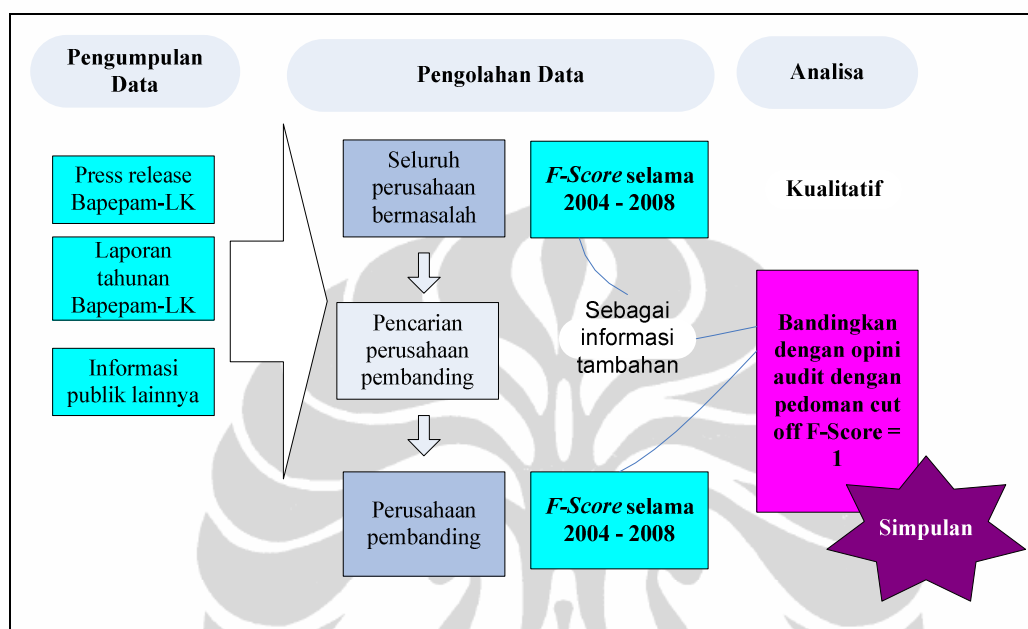 Pengumpulan
Data
Pengolahan Data
Analisa
Press release
Bapepam-LK
Laporan
tahunan
Bapepam-LK
Informasi
publik lainnya
Seluruh
perusahaan
bermasalah
F-Score selama
2004 - 2008
Pencarian
perusahaan
pembanding
Sebagai
informasi
tambahan
Perusahaan
pembanding
F-Score selama
2004 - 2008
Kualitatif
Bandingkan
dengan opini
audit dengan
pedoman cut
off F-Score =
1
Simpulan